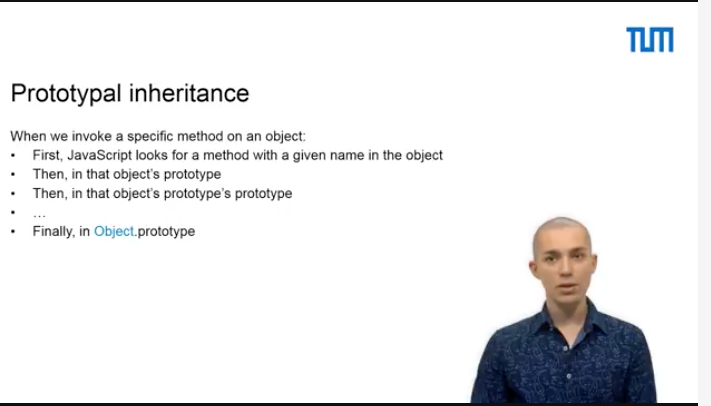 TUM
Prototypal inheritance
When we invoke a specific method on an object:
• First, JavaScript looks for a method with a given name in the object
• Then, in that object's prototype
• Then, in that object's prototype's prototype
• …
• Finally, in Object.prototype